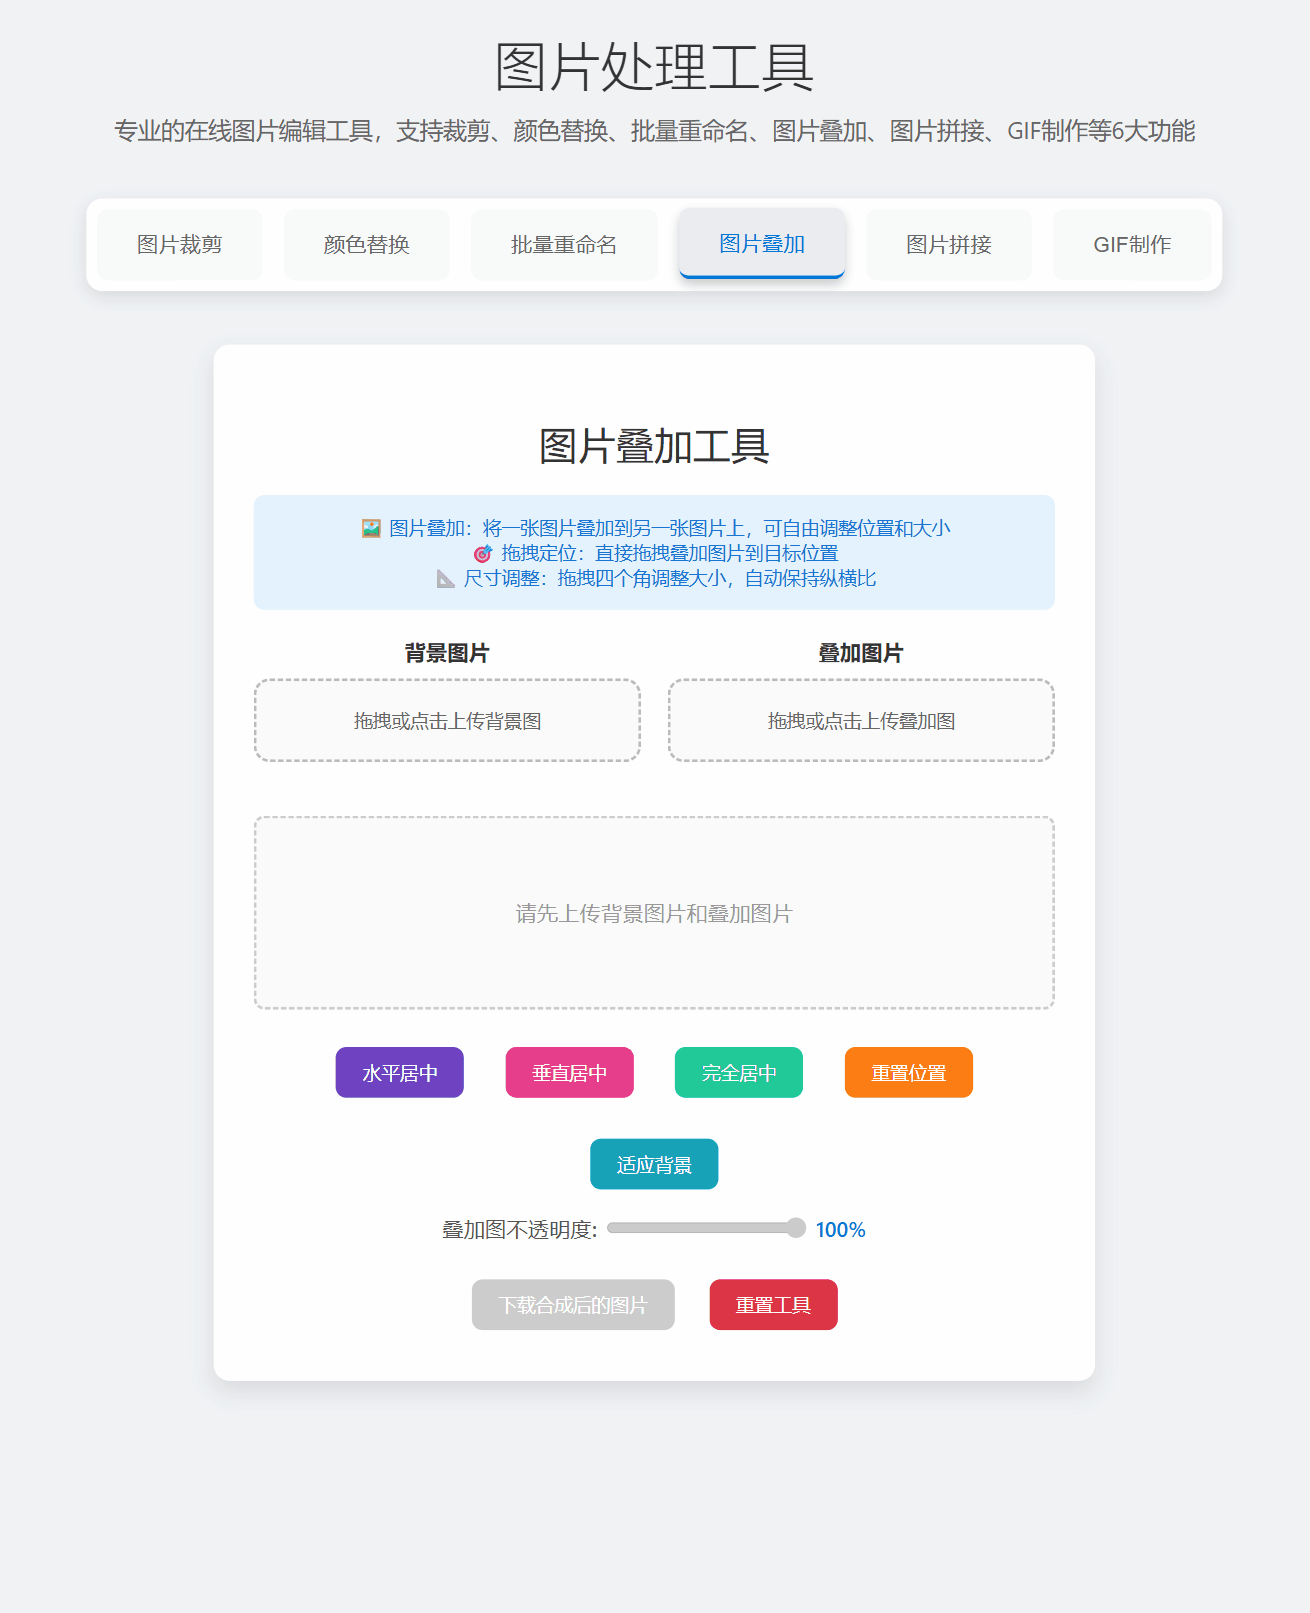 图片处理工具
专业的在线图片编辑工具，支持裁剪、颜色替换、批量重命名、图片叠加、图片拼接、GIF制作等6大功能
图片裁剪
颜色替换
批量重命名
图片叠加
图片拼接
GIF制作
图片叠加工具
🖼️ 图片叠加：将一张图片叠加到另一张图片上，可自由调整位置和大小
🎯 拖拽定位：直接拖拽叠加图片到目标位置
📐 尺寸调整：拖拽四个角调整大小，自动保持纵横比
背景图片
叠加图片
拖拽或点击上传背景图
拖拽或点击上传叠加图
请先上传背景图片和叠加图片
水平居中
垂直居中
完全居中
重置位置
适应背景
叠加图不透明度: 100%
下载合成后的图片
重置工具